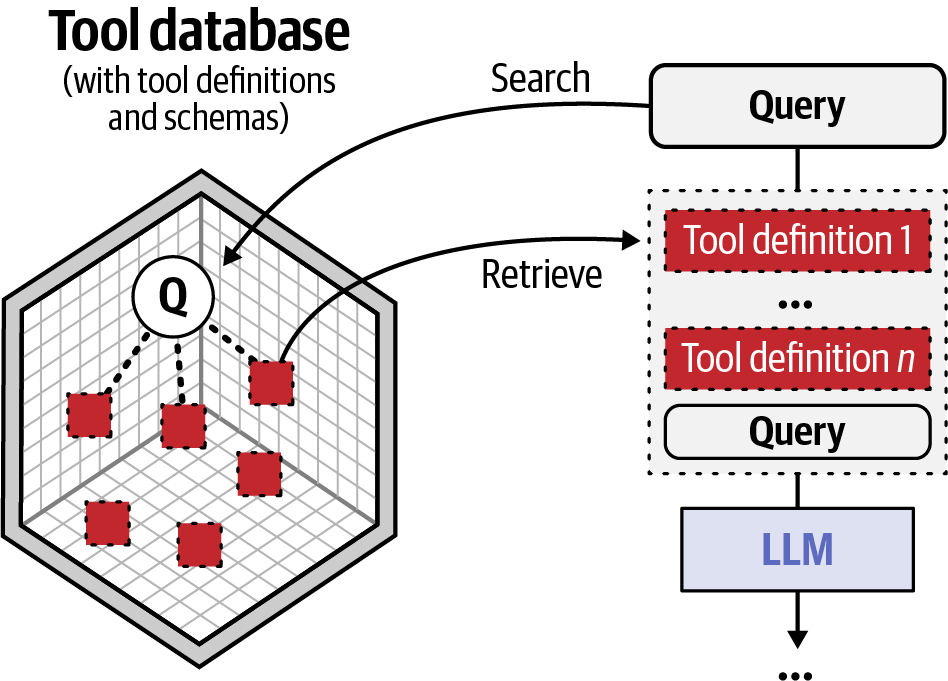 Tool database
(with tool definitions
and schemas)
Search
Query
Q
Retrieve
Tool definition 1
...
Tool definition n
Query
LLM
...